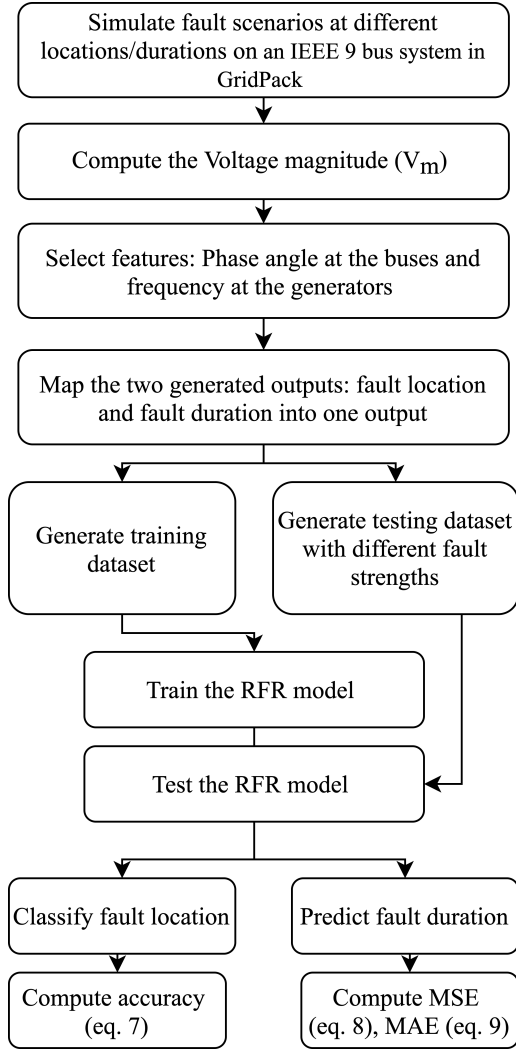 Simulate fault scenarios at different
locations/durations on an IEEE 9 bus system in
GridPack
Compute the Voltage magnitude (Vm)
Select features: Phase angle at the buses and
frequency at the generators
Map the two generated outputs: fault location
and fault duration into one output
Generate training
dataset
Generate testing dataset
with different fault
strengths
Train the RFR model
Test the RFR model
Classify fault location
Predict fault duration
Compute accuracy
(eq. 7)
Compute MSE
(eq. 8), MAE (eq. 9)